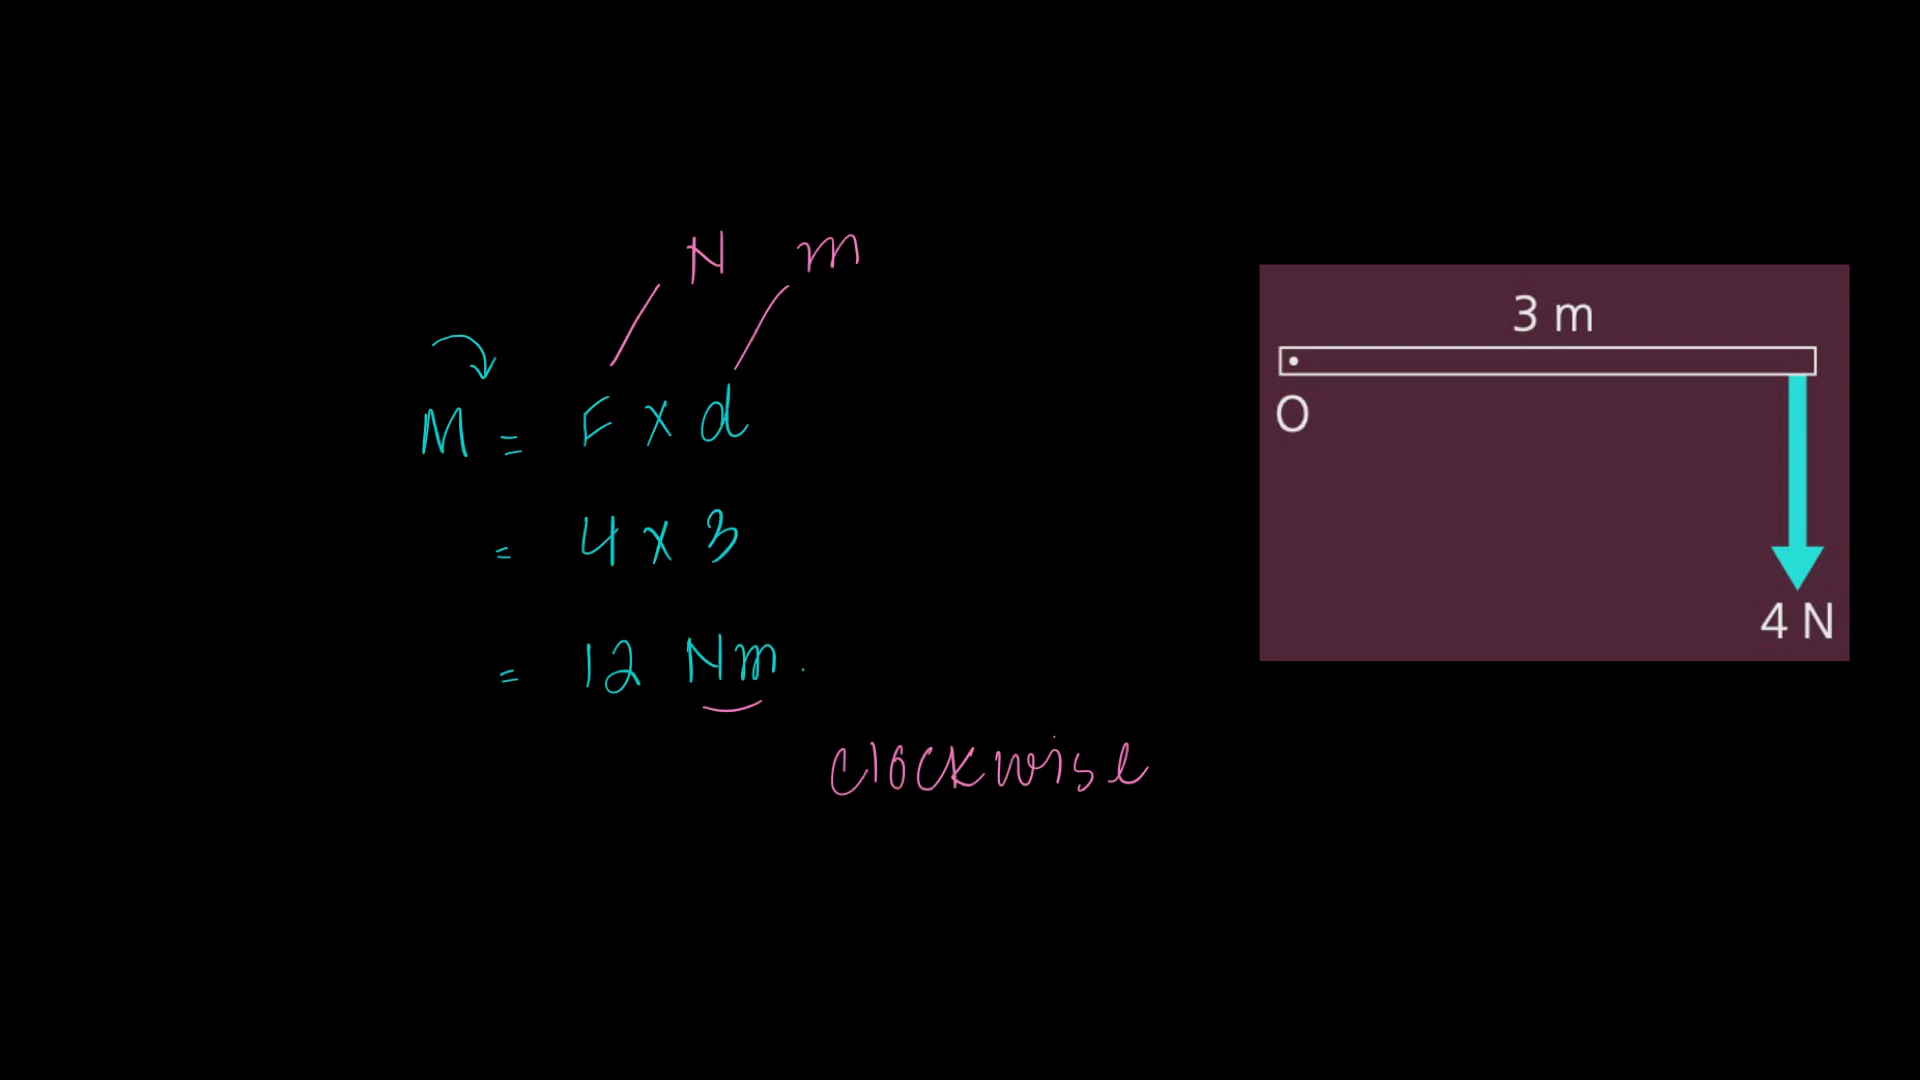 N m
M = F x d
= 4 x 3
= 12 Nm.
clockwise
3 m
O
4 N